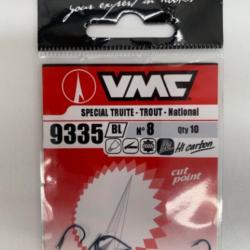 your expert in hooks
VMC
SPECIAL TRUITE - TROUT - National
9335 BL N° 8 Qty 10
Hi carbon
cut
point